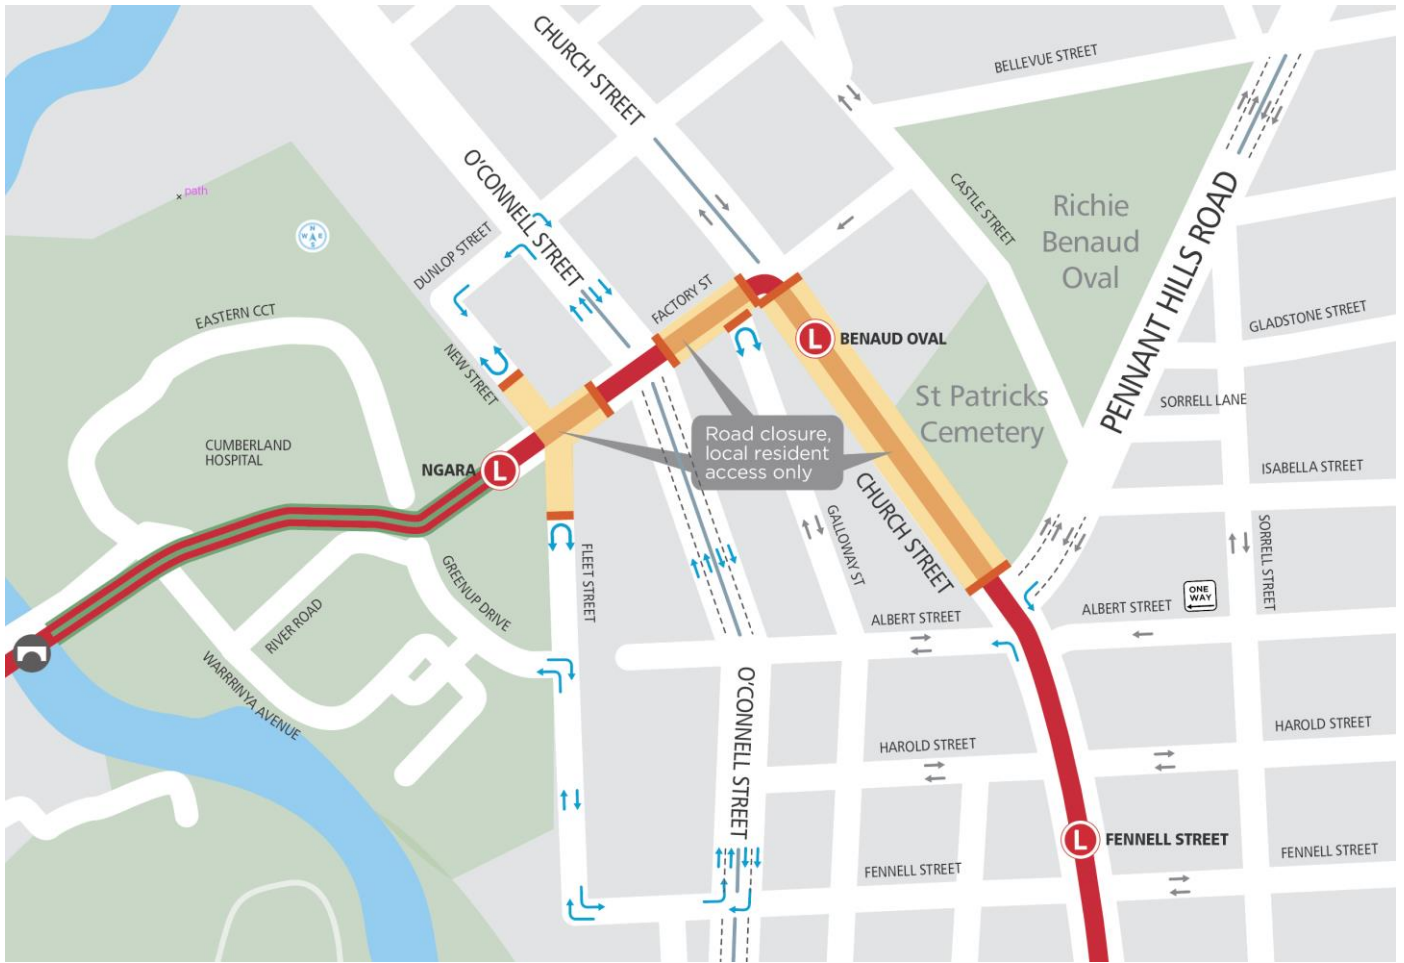 CHURCH STREET
BELLEVUE STREET
O'CONNELL STREET
path
N
W A E
S
DUNLOP STREET
CASTLE STREET
Richie
Benaud
Oval
PENNANT HILLS ROAD
EASTERN CCT
FACTORY ST
GLADSTONE STREET
L
BENAUD OVAL
NEW STREET
St Patricks
Cemetery
SORRELL LANE
Road closure,
local resident
access only
CUMBERLAND
HOSPITAL
NGARA
L
ISABELLA STREET
CHURCH STREET
GALLOWAY ST
SORRELL STREET
FLEET STREET
GREENUP DRIVE
RIVER ROAD
ONE
WAY
ALBERT STREET
ALBERT STREET
WARRRINYA AVENUE
O'CONNELL STREET
HAROLD STREET
HAROLD STREET
L
FENNELL STREET
FENNELL STREET
FENNELL STREET